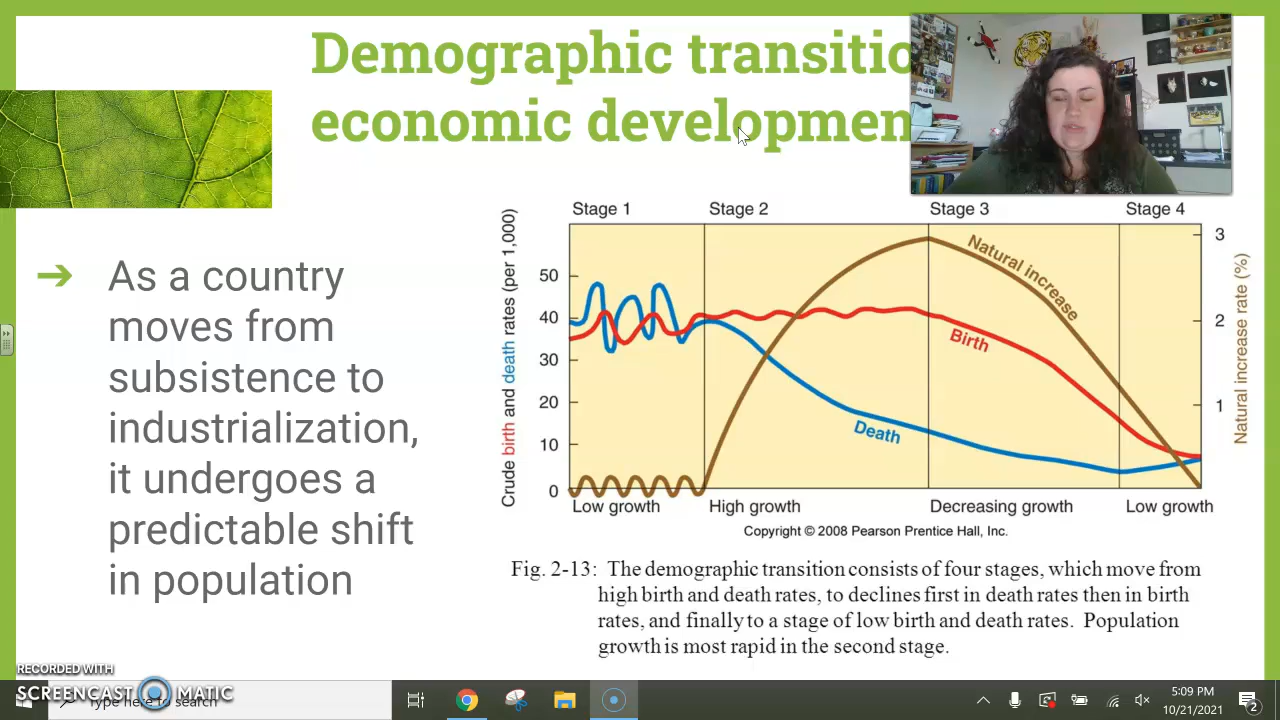 Demographic transitio
economic developmen
➔ As a country
moves from
subsistence to
industrialization,
it undergoes a
predictable shift
in population
Stage 1 Stage 2 Stage 3 Stage 4
Crude birth and death rates (per 1,000)
50
40
30
20
10
0
Natural increase
Birth
Death
3
2
1
Natural increase rate (%)
Low growth High growth Decreasing growth Low growth
Copyright © 2008 Pearson Prentice Hall, Inc.
Fig. 2-13: The demographic transition consists of four stages, which move from
high birth and death rates, to declines first in death rates then in birth
rates, and finally to a stage of low birth and death rates. Population
growth is most rapid in the second stage.
RECORDED WITH
SCREENCAST MATIC
Type here to search
5:09 PM
10/21/2021
2